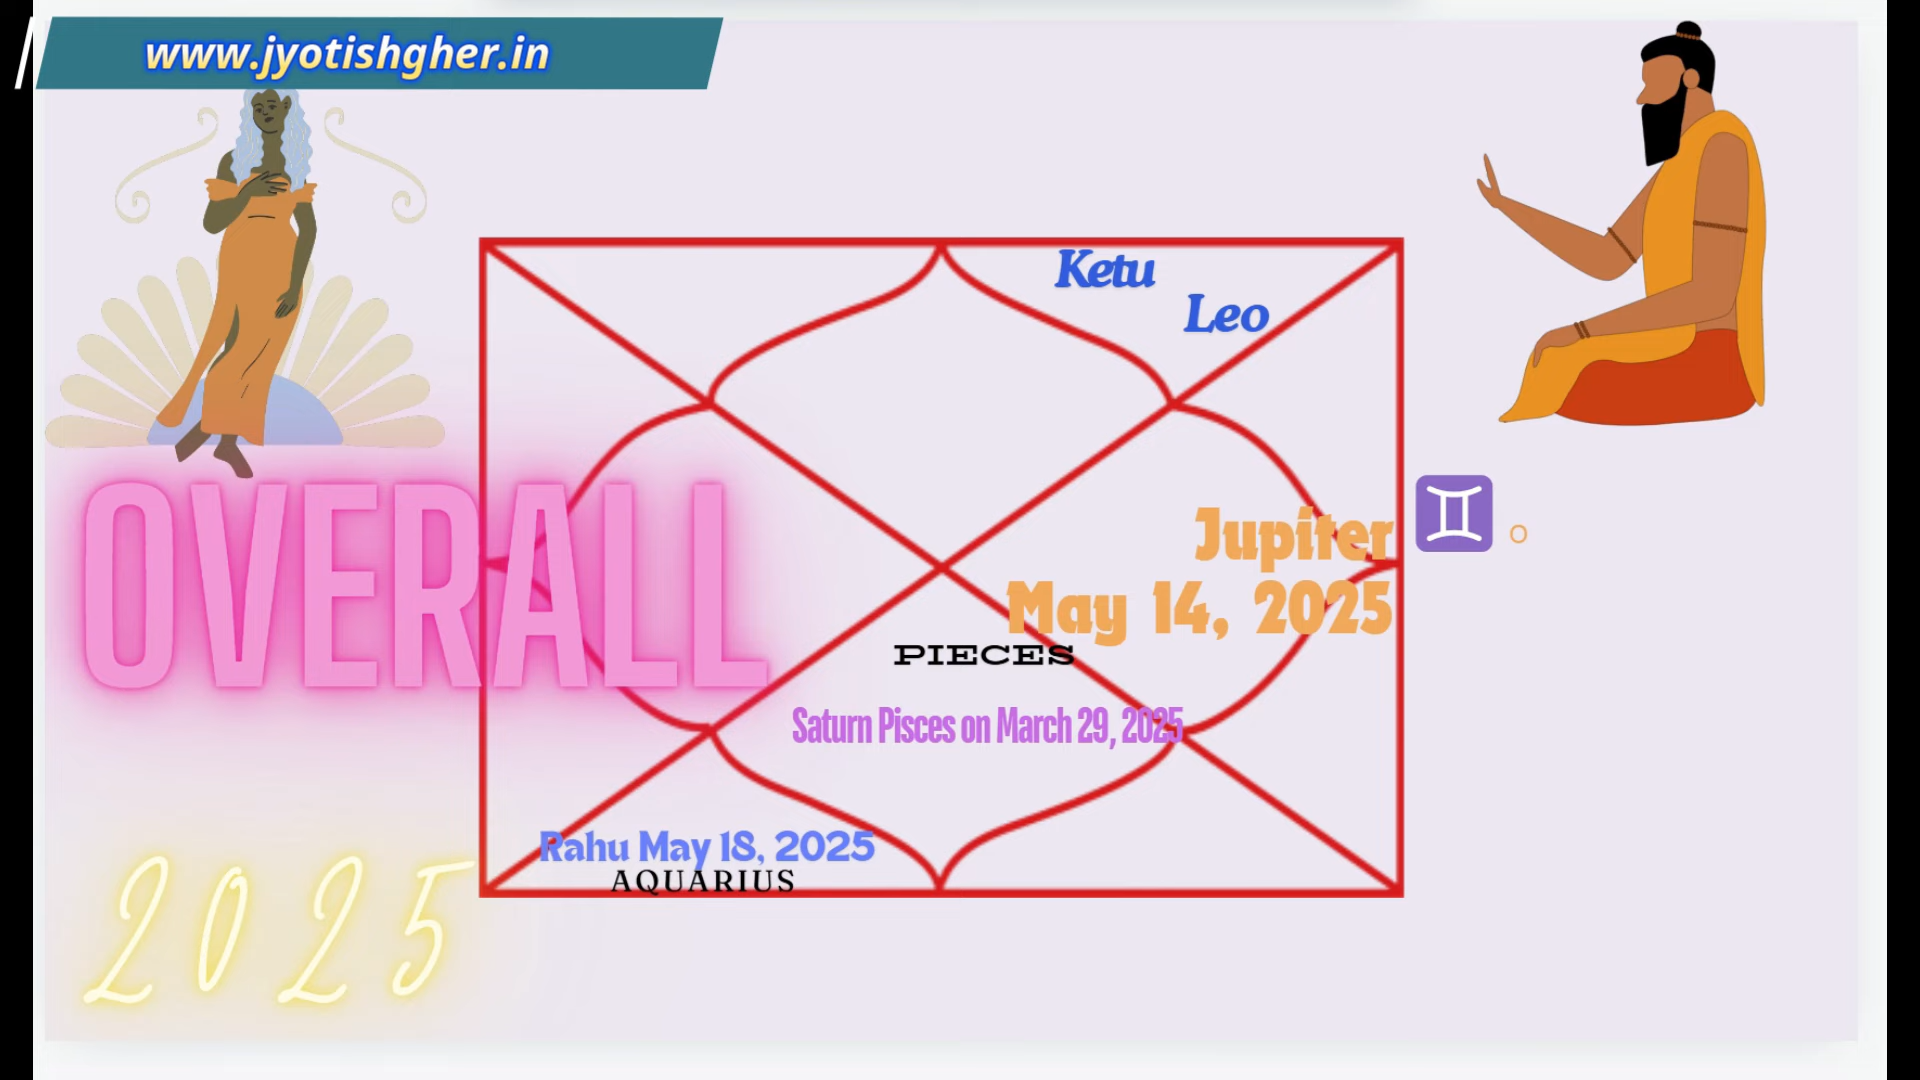 www.jyotishgher.in
Ketu
Leo
OVERALL
Jupiter ♊ o
May 14, 2025
PIECES
Saturn Pisces on March 29, 2025
Rahu May 18, 2025
AQUARIUS
2025